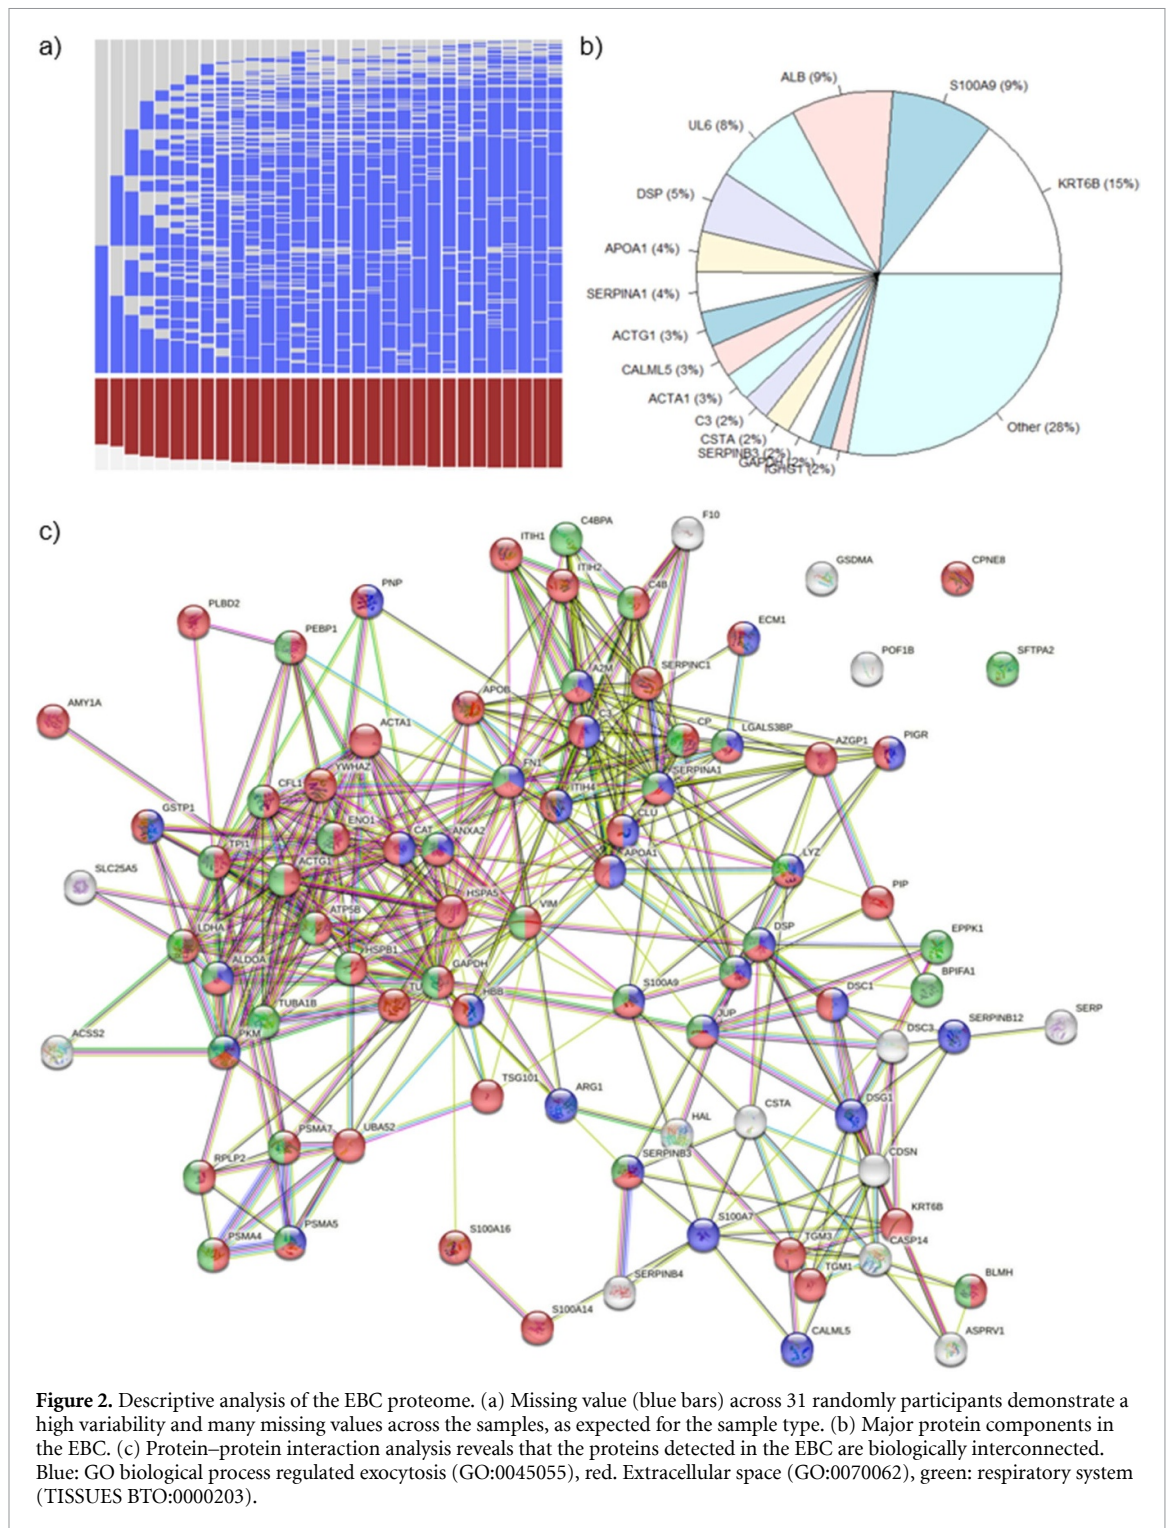 a)
b)
ALB (9%)
S100A9 (9%)
UL6 (8%)
KRT6B (15%)
DSP (5%)
APOA1 (4%)
SERPINA1 (4%)
ACTG1 (3%)
CALML5 (3%)
ACTA1 (3%)
C3 (2%)
CSTA (2%)
SERPINB3 (2%)
GAPDH (2%)
IGHG1 (2%)
Other (28%)
c)
ITIH1
C4BPA
F10
ITIH2
GSDMA
CPNE8
PNP
C4B
PLBD2
PEBP1
ECM1
POF1B
SFTPA2
A2M
SERPINC1
AMY1A
APOB
ACTA1
C3
CP
LGALS3BP
AZGP1
PIGR
YWHAZ
CFL1
FN1
ITIH4
SERPINA1
GSTP1
ENO1
CAT
ANXA2
CLU
TPI1
ACTG1
APOA1
LYZ
SLC25A5
HSPA5
PIP
ATP5B
VIM
LDHA
DSP
EPPK1
HSPB1
ALDOA
GAPDH
BPIFA1
TU
HBB
S100A9
DSC1
TUBA1B
JUP
DSC3
SERPINB12
SERP
ACSS2
PKM
TSG101
ARG1
CSTA
DSG1
HAL
PSMA7
UBA52
RPLP2
SERPINB3
CDSN
KRT6B
PSMA5
PSMA4
S100A16
S100A7
TGM3
CASP14
SERPINB4
TGM1
BLMH
S100A14
CALML5
ASPRV1
Figure 2. Descriptive analysis of the EBC proteome. (a) Missing value (blue bars) across 31 randomly participants demonstrate a
high variability and many missing values across the samples, as expected for the sample type. (b) Major protein components in
the EBC. (c) Protein–protein interaction analysis reveals that the proteins detected in the EBC are biologically interconnected.
Blue: GO biological process regulated exocytosis (GO:0045055), red. Extracellular space (GO:0070062), green: respiratory system
(TISSUES BTO:0000203).